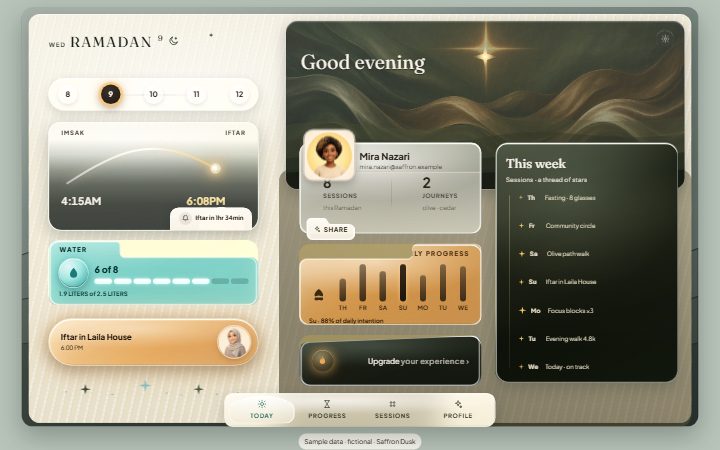 WED RAMADAN 9
8 9 10 11 12
IMSAK IFTAR
4:15AM 6:08PM
Iftar in 1hr 34min
WATER
6 of 8
1.9 LITERS of 2.5 LITERS
Iftar in Laila House
6:00 PM
Good evening
Mira Nazari
mira.nazari@saffron.example
8 2
SESSIONS JOURNEYS
this Ramadan olive · cedar
SHARE
LY PROGRESS
TH FR SA SU MO TU WE
Su · 88% of daily intention
Upgrade your experience ›
This week
Sessions · a thread of stars
Th Fasting · 8 glasses
Fr Community circle
Sa Olive path walk
Su Iftar in Laila House
Mo Focus blocks ×3
Tu Evening walk 4.8k
We Today · on track
TODAY PROGRESS SESSIONS PROFILE
Sample data · fictional · Saffron Dusk